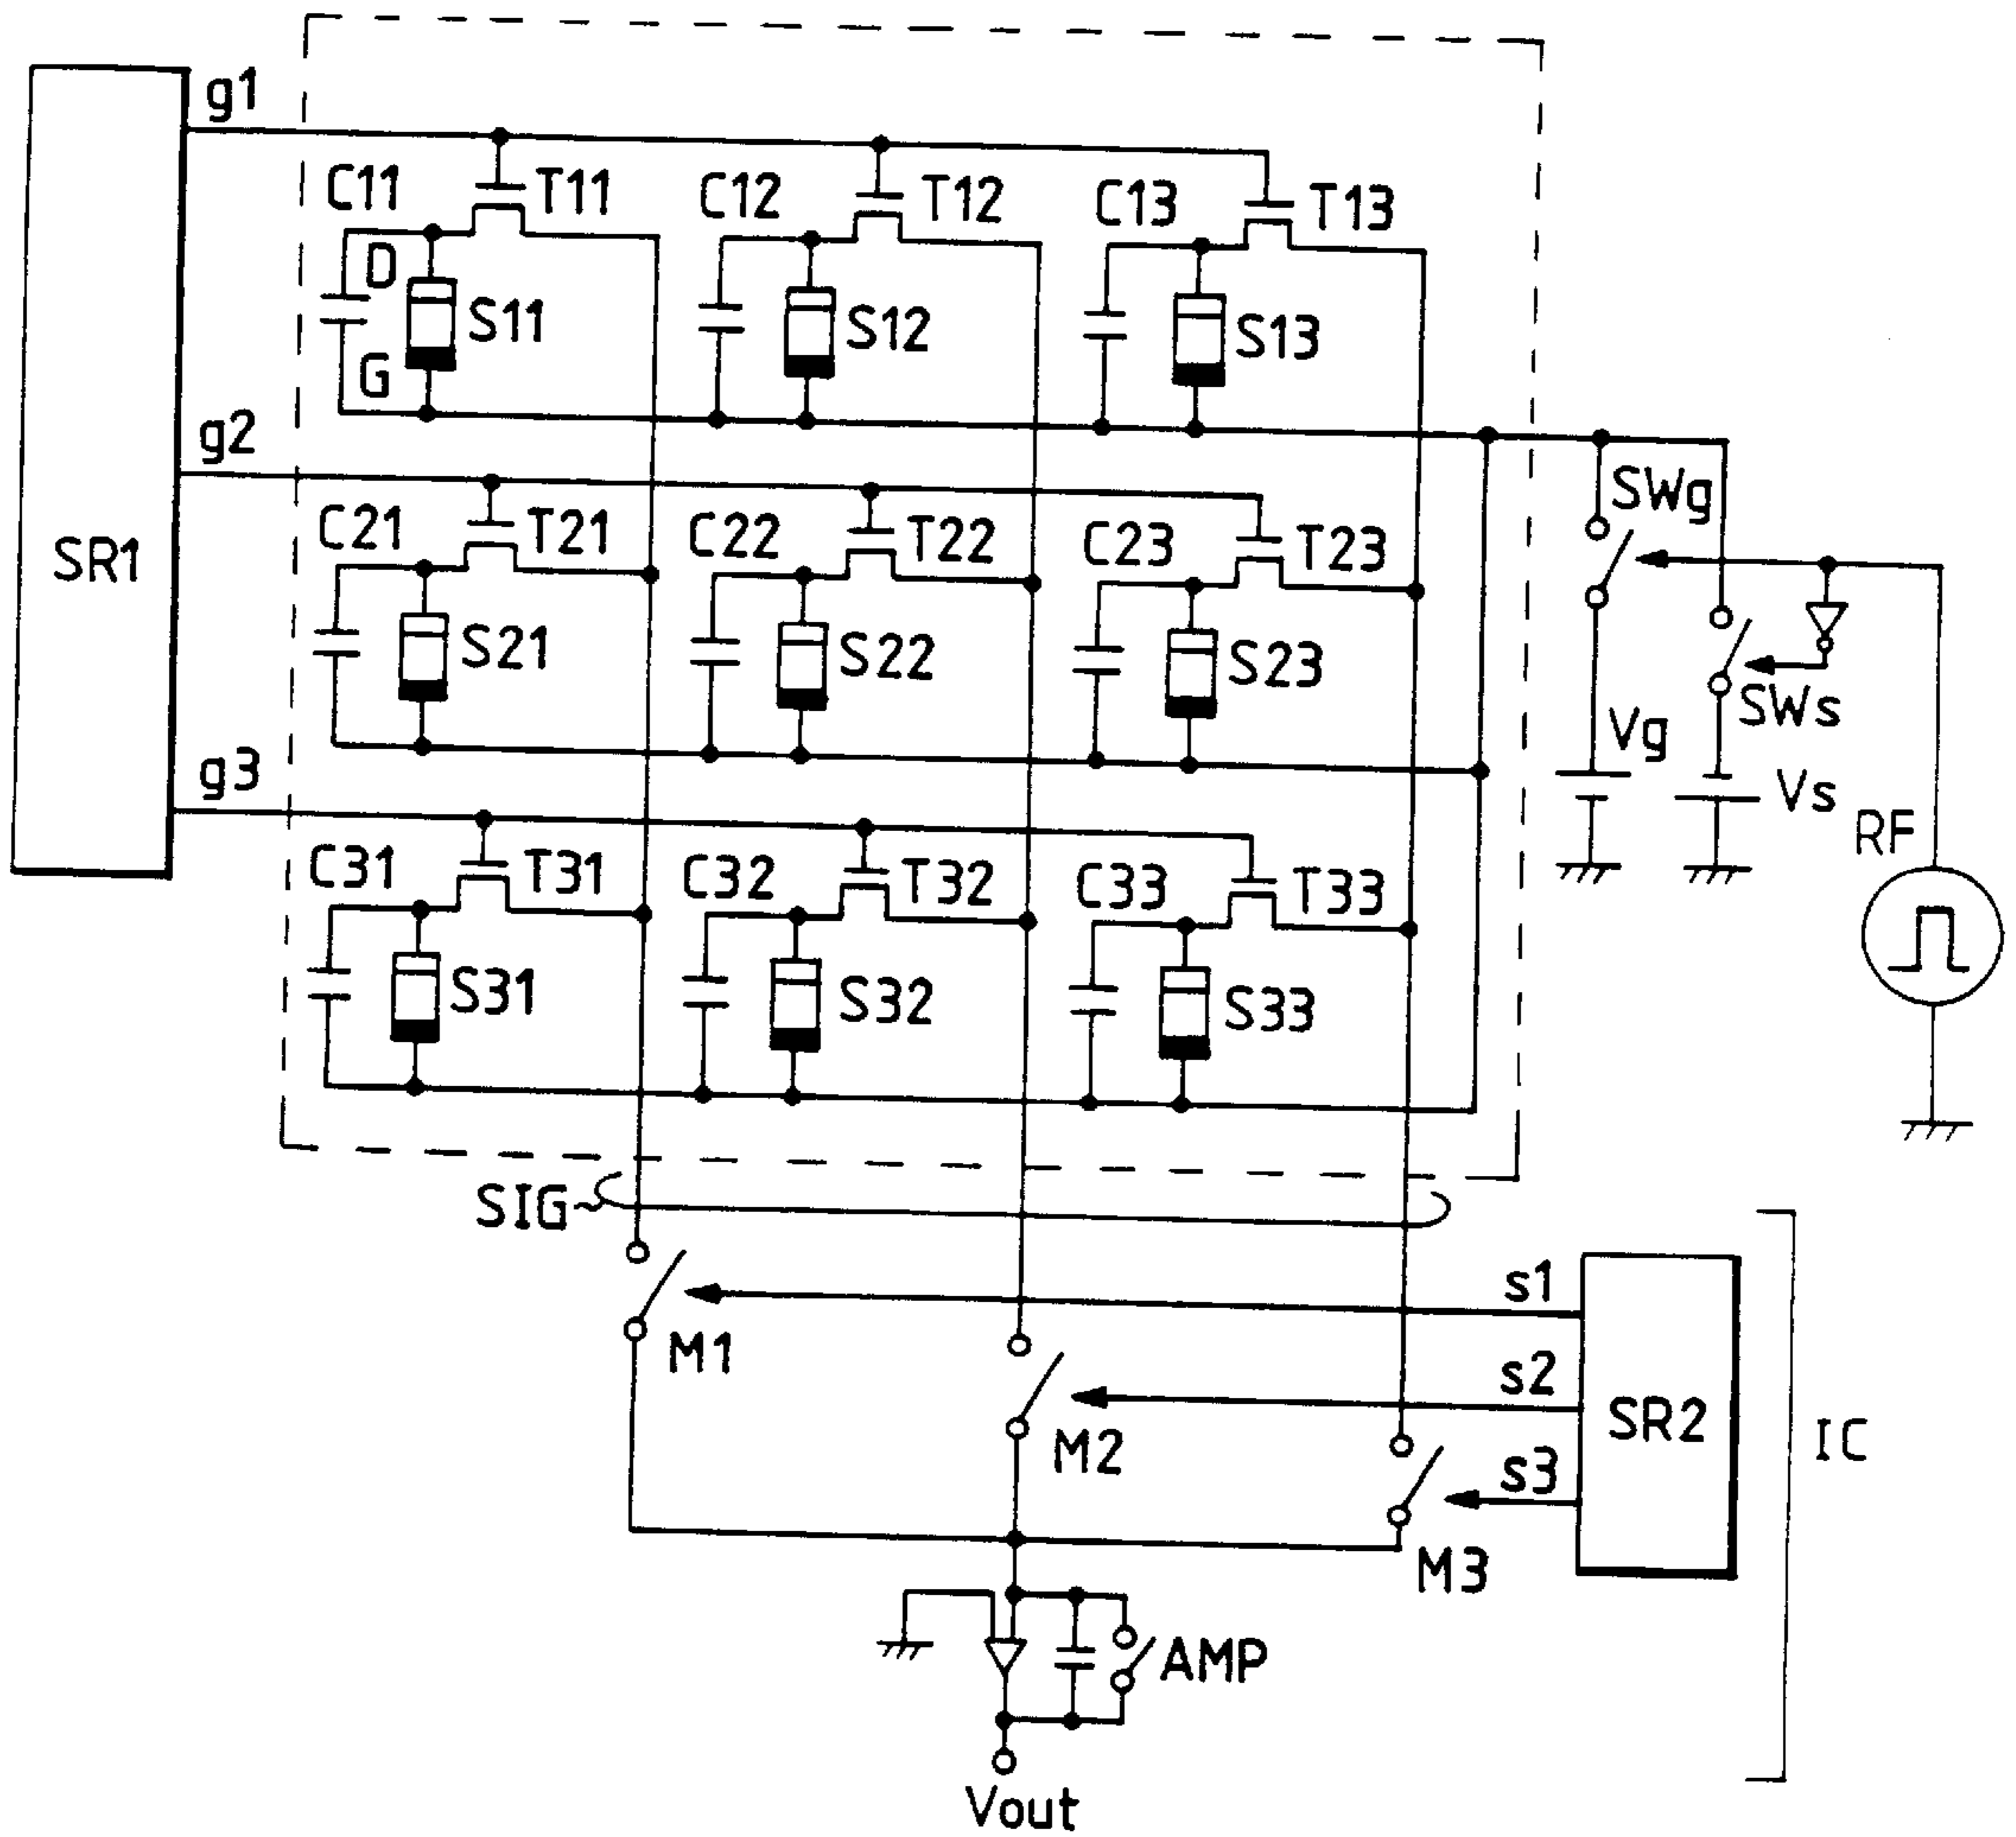 g1
C11
T11
C12
T12
C13
T13
D
S11
S12
S13
G
g2
SWg
C21
T21
C22
T22
C23
T23
SR1
S21
S22
S23
SWs
Vg
g3
Vs
RF
C31
T31
C32
T32
C33
T33
S31
S32
S33
SIG
s1
M1
s2
SR2
M2
IC
s3
M3
AMP
Vout